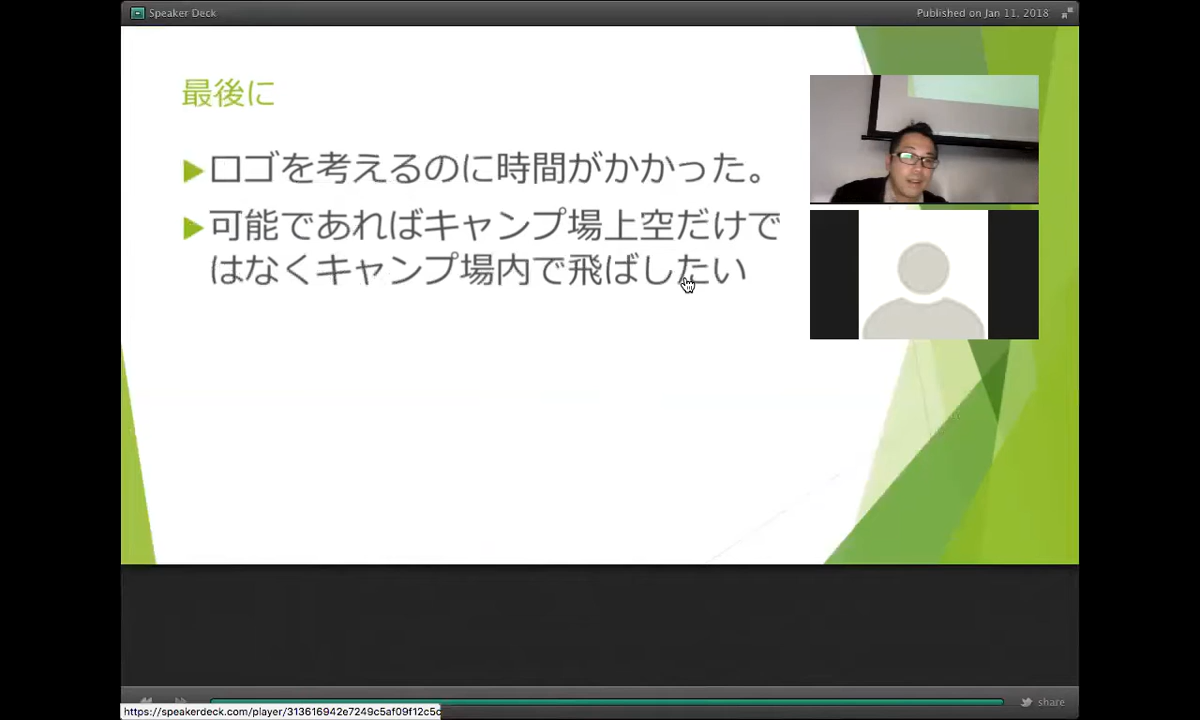 Speaker Deck
Published on Jan 11, 2018
最後に
ロゴを考えるのに時間がかかった。
可能であればキャンプ場上空だけで
はなくキャンプ場内で飛ばしたい
share
https://speakerdeck.com/player/313616942e7249c5af09f12c5c